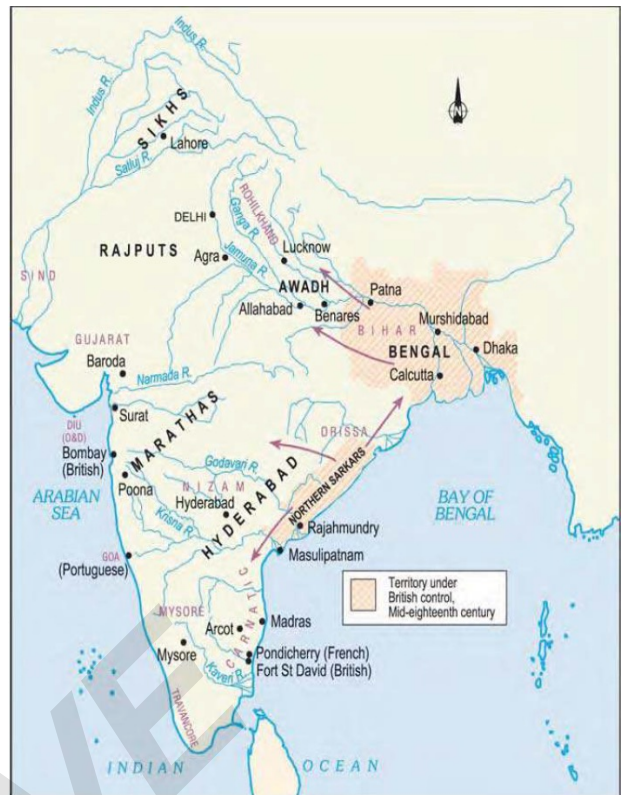 Indus R.
Indus R.
SIKHS
Lahore
Satluj R.
N
DELHI
ROHILKHAND
Ganga R.
RAJPUTS
Agra
Jamuna R.
Lucknow
SIND
AWADH
Allahabad
Benares
Patna
BIHAR
Murshidabad
GUJARAT
BENGAL
Dhaka
Baroda
Narmada R.
Calcutta
Surat
DIU
(D&D)
MARATHAS
DRISSA
Bombay
(British)
Godavari R.
NIZAM
NORTHERN SARKARS
ARABIAN
SEA
Poona
Hyderabad
HYDERABAD
BAY OF
BENGAL
Krisna R.
Rajahmundry
Masulipatnam
GOA
(Portuguese)
CARNATIC
Territory under
British control,
Mid-eighteenth century
MYSORE
Arcot
Madras
Mysore
Pondicherry (French)
Kaveri R.
Fort St David (British)
TRAVANCORE
INDIAN OCEAN